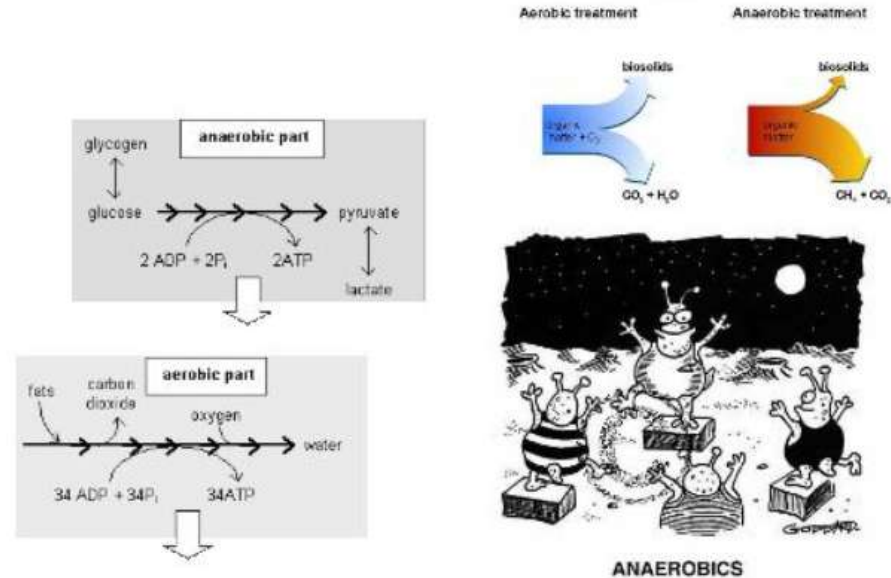 anaerobic part
glycogen
glucose
pyruvate
2 ADP + 2Pᵢ
2ATP
lactate
aerobic part
fats
carbon
dioxide
oxygen
water
34 ADP + 34Pᵢ
34ATP
Aerobic treatment
biosolids
organic
matter + O₂
CO₂ + H₂O
Anaerobic treatment
biosolids
organic
matter
CH₄ + CO₂
GODDARD
ANAEROBICS